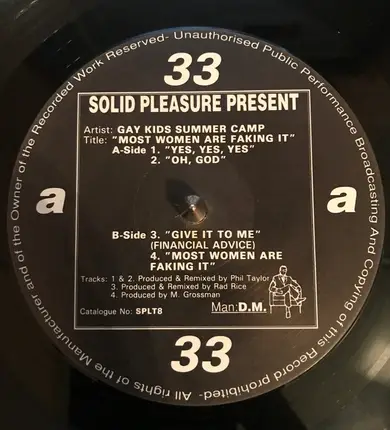 33
SOLID PLEASURE PRESENT
Artist: GAY KIDS SUMMER CAMP
Title: "MOST WOMEN ARE FAKING IT"
A-Side 1. "YES, YES, YES"
2. "OH, GOD"
a
a
B-Side 3. "GIVE IT TO ME"
(FINANCIAL ADVICE)
4. "MOST WOMEN ARE
FAKING IT"
Tracks: 1 & 2. Produced & Remixed by Phil Taylor
3. Produced & Remixed by Rad Rice
4. Produced by M. Grossman
Catalogue No: SPLT8
Man:D.M.
33
All rights of the Manufacturer and of the Owner of the Recorded Work Reserved- Unauthorised Public Performance Broadcasting And Copying of this Record prohibited-